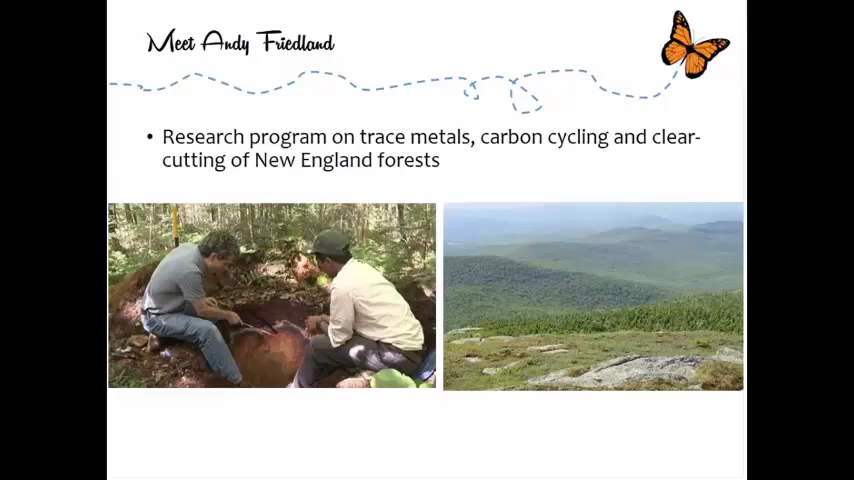 Meet Andy Friedland
• Research program on trace metals, carbon cycling and clear-
cutting of New England forests